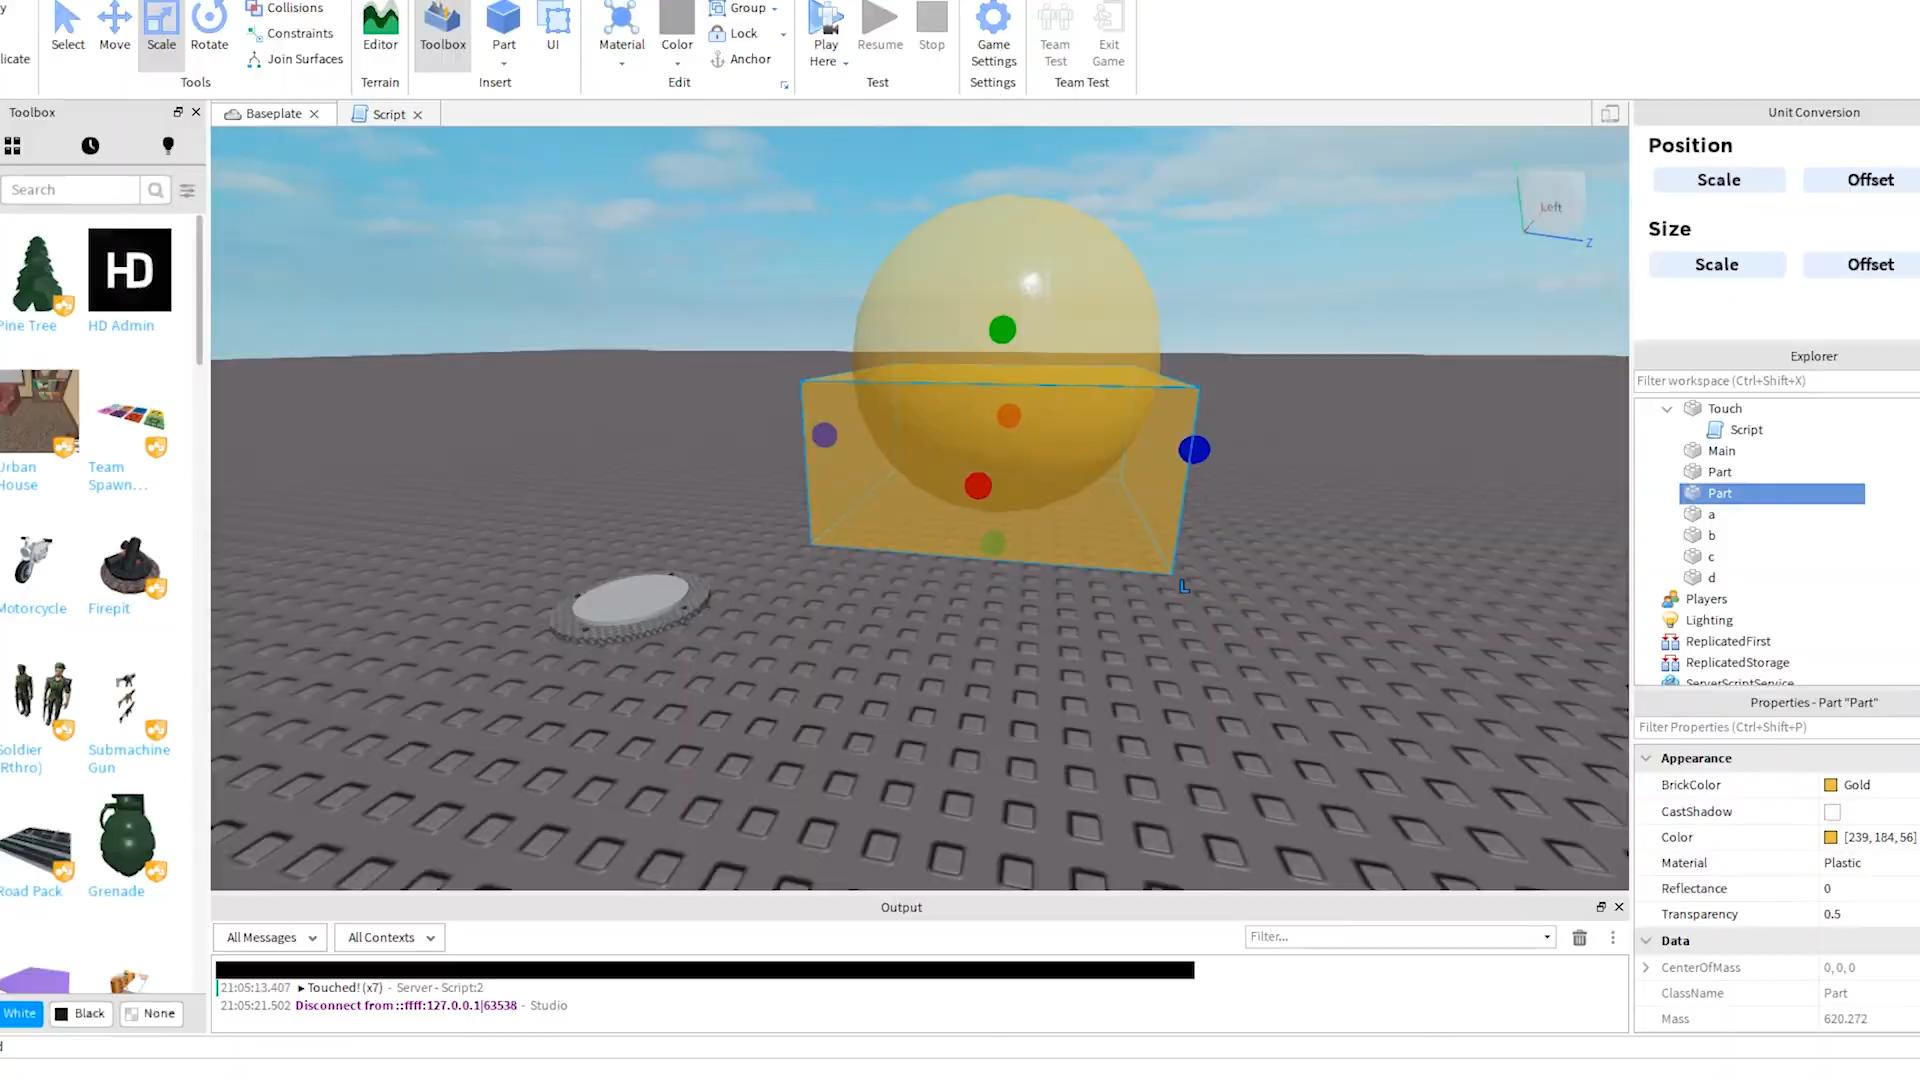 Select
Move
Scale
Rotate
Collisions
Constraints
Join Surfaces
Editor
Toolbox
Part
UI
Material
Color
Group
Lock
Anchor
Play
Here
Resume
Stop
Game
Settings
Team
Test
Exit
Game
licate
Tools
Terrain
Insert
Edit
Test
Settings
Team Test
Toolbox
Baseplate
Script
Search
Pine Tree
HD
HD Admin
Urban
House
Team
Spawn...
Motorcycle
Firepit
Soldier
(Rthro)
Submachine
Gun
Road Pack
Grenade
White
Black
None
Left
Z
L
Output
All Messages
All Contexts
Filter...
21:05:13.407 ▸ Touched! (x7) - Server - Script:2
21:05:21.502 Disconnect from ::ffff:127.0.0.1|63538 - Studio
Unit Conversion
Position
Scale
Offset
Size
Scale
Offset
Explorer
Filter workspace (Ctrl+Shift+X)
Touch
Script
Main
Part
Part
a
b
c
d
Players
Lighting
ReplicatedFirst
ReplicatedStorage
ServerScriptService
Properties - Part "Part"
Filter Properties (Ctrl+Shift+P)
Appearance
BrickColor Gold
CastShadow
Color [239, 184, 56]
Material Plastic
Reflectance 0
Transparency 0.5
Data
CenterOfMass 0, 0, 0
ClassName Part
Mass 620.272